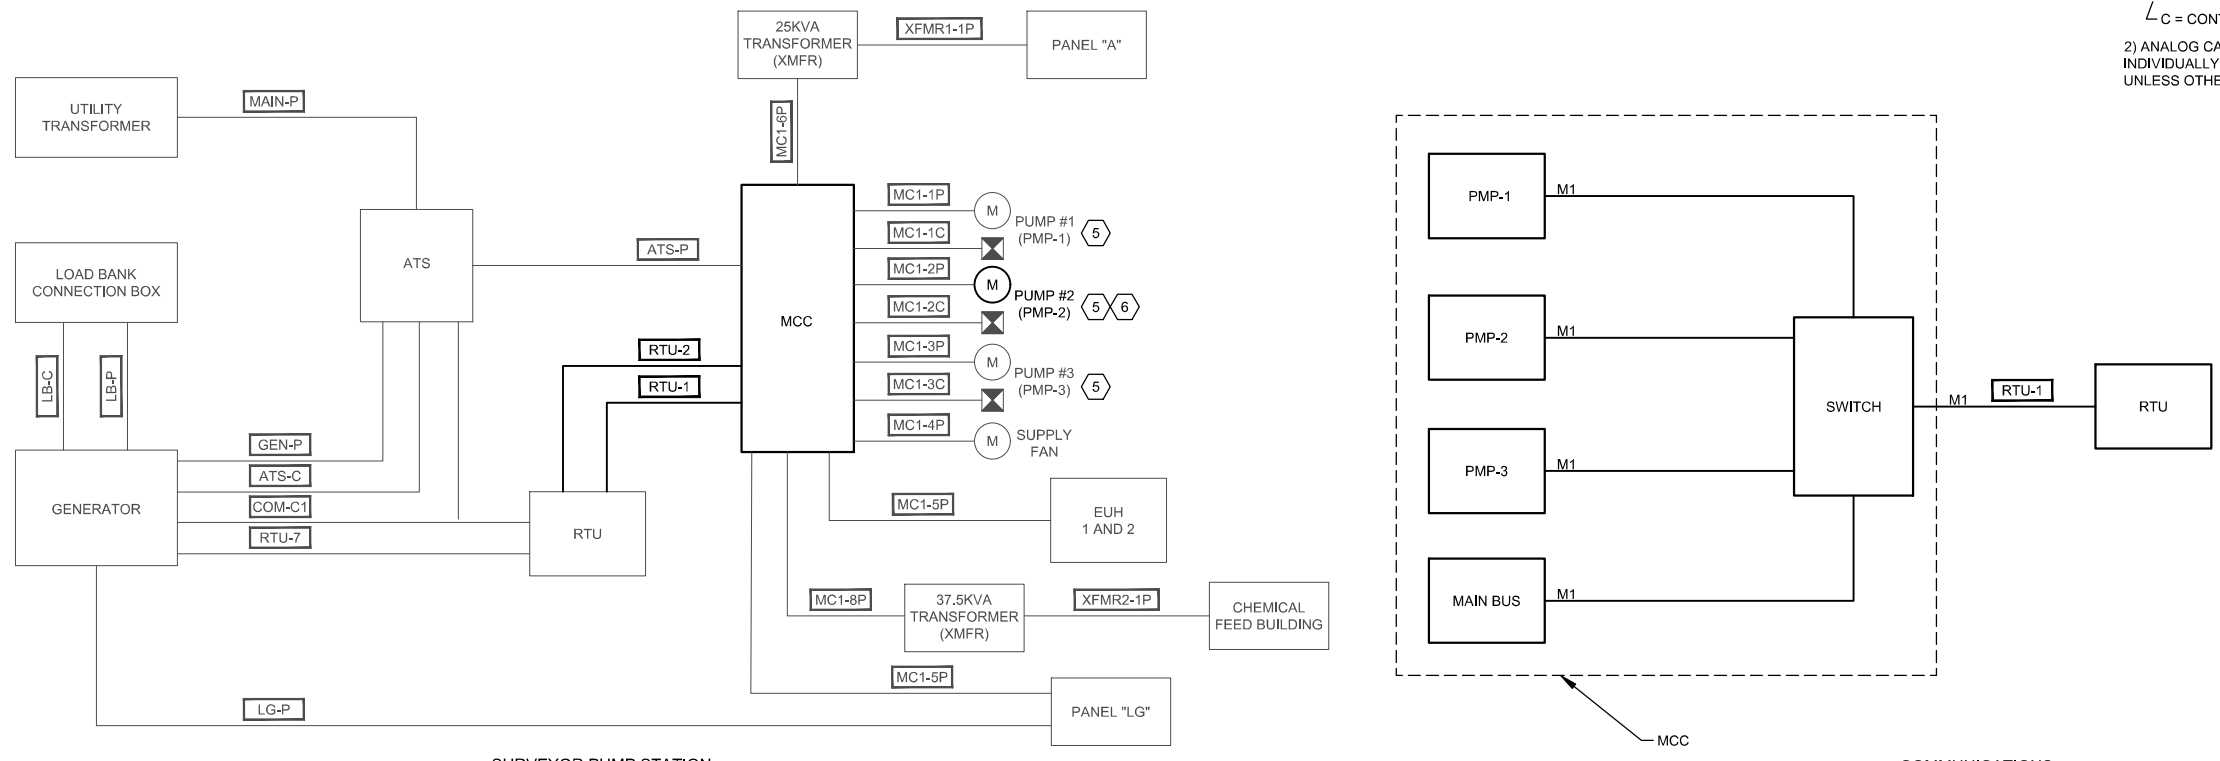 25KVA
TRANSFORMER
(XMFR)
XFMR1-1P
PANEL "A"
C = CONT
2) ANALOG CA
INDIVIDUALLY
UNLESS OTHE
UTILITY
TRANSFORMER
MAIN-P
MC1-6P
LOAD BANK
CONNECTION BOX
ATS
ATS-P
MCC
MC1-1P
M
PUMP #1
(PMP-1)
5
MC1-1C
MC1-2P
M
PUMP #2
(PMP-2)
5
6
MC1-2C
MC1-3P
M
PUMP #3
(PMP-3)
5
MC1-3C
MC1-4P
M
SUPPLY
FAN
RTU-2
RTU-1
LB-C
LB-P
GENERATOR
GEN-P
ATS-C
COM-C1
RTU-7
RTU
MC1-5P
EUH
1 AND 2
MC1-8P
37.5KVA
TRANSFORMER
(XMFR)
XFMR2-1P
CHEMICAL
FEED BUILDING
MC1-5P
LG-P
PANEL "LG"
SURVEYOR PUMP STATION
PMP-1
M1
PMP-2
M1
PMP-3
M1
MAIN BUS
M1
SWITCH
M1
RTU-1
RTU
MCC
COMMUNICATIONS